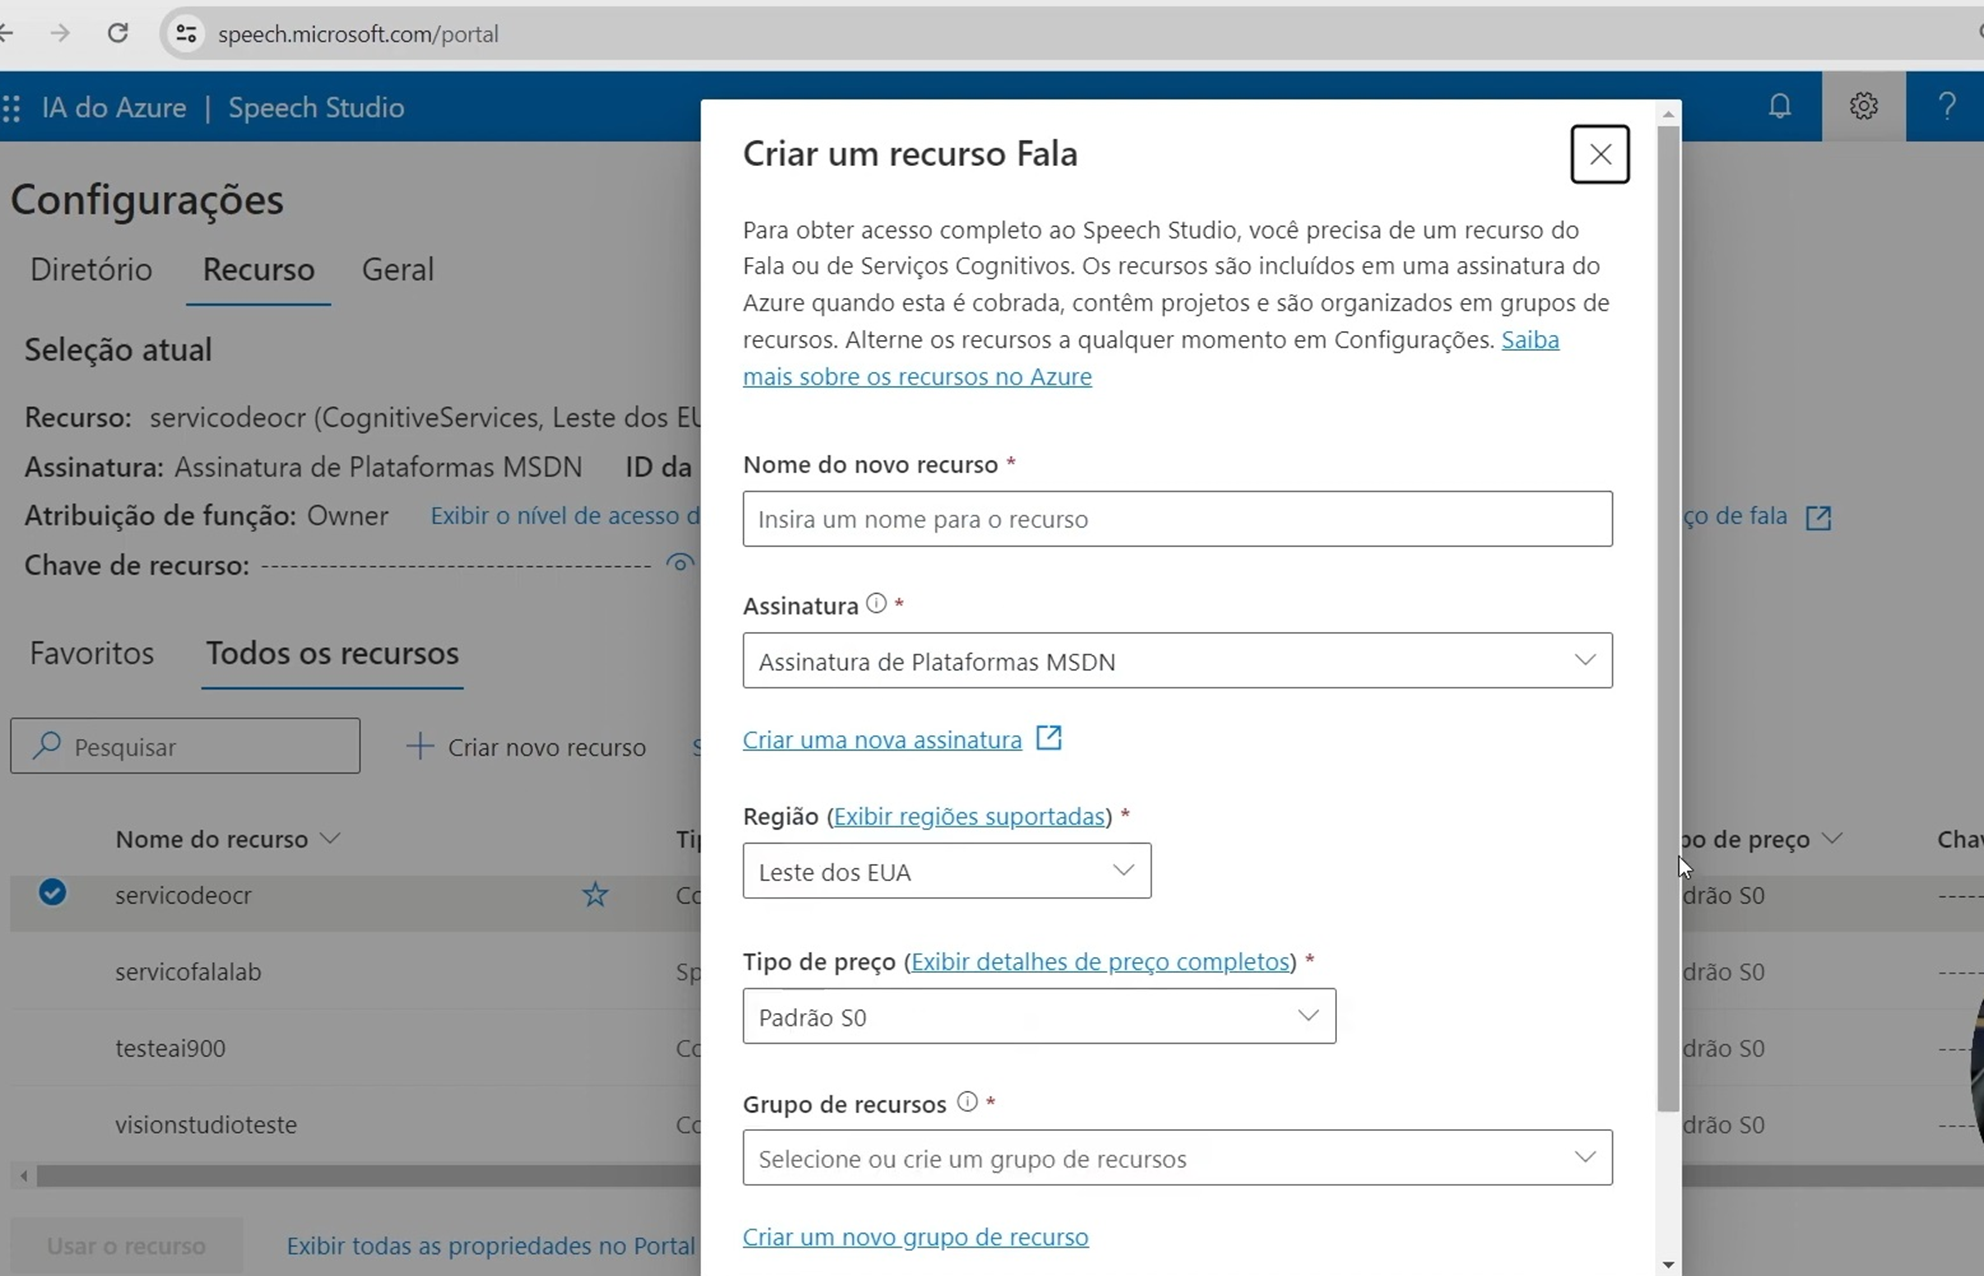 speech.microsoft.com/portal
IA do Azure | Speech Studio
Configurações
Diretório Recurso Geral
Seleção atual
Recurso: servicodeocr (CognitiveServices, Leste dos EU
Assinatura: Assinatura de Plataformas MSDN ID da
Atribuição de função: Owner Exibir o nível de acesso d
Chave de recurso: ----------------------------------------
Favoritos Todos os recursos
Pesquisar
Criar novo recurso
Nome do recurso
servicodeocr
servicofalalab
testeai900
visionstudioteste
Usar o recurso
Exibir todas as propriedades no Portal
Criar um recurso Fala
Para obter acesso completo ao Speech Studio, você precisa de um recurso do
Fala ou de Serviços Cognitivos. Os recursos são incluídos em uma assinatura do
Azure quando esta é cobrada, contêm projetos e são organizados em grupos de
recursos. Alterne os recursos a qualquer momento em Configurações. Saiba
mais sobre os recursos no Azure
Nome do novo recurso *
Insira um nome para o recurso
Assinatura *
Assinatura de Plataformas MSDN
Criar uma nova assinatura
Região (Exibir regiões suportadas) *
Leste dos EUA
Tipo de preço (Exibir detalhes de preço completos) *
Padrão S0
Grupo de recursos *
Selecione ou crie um grupo de recursos
Criar um novo grupo de recurso
ço de fala
po de preço
drão S0
drão S0
drão S0
drão S0